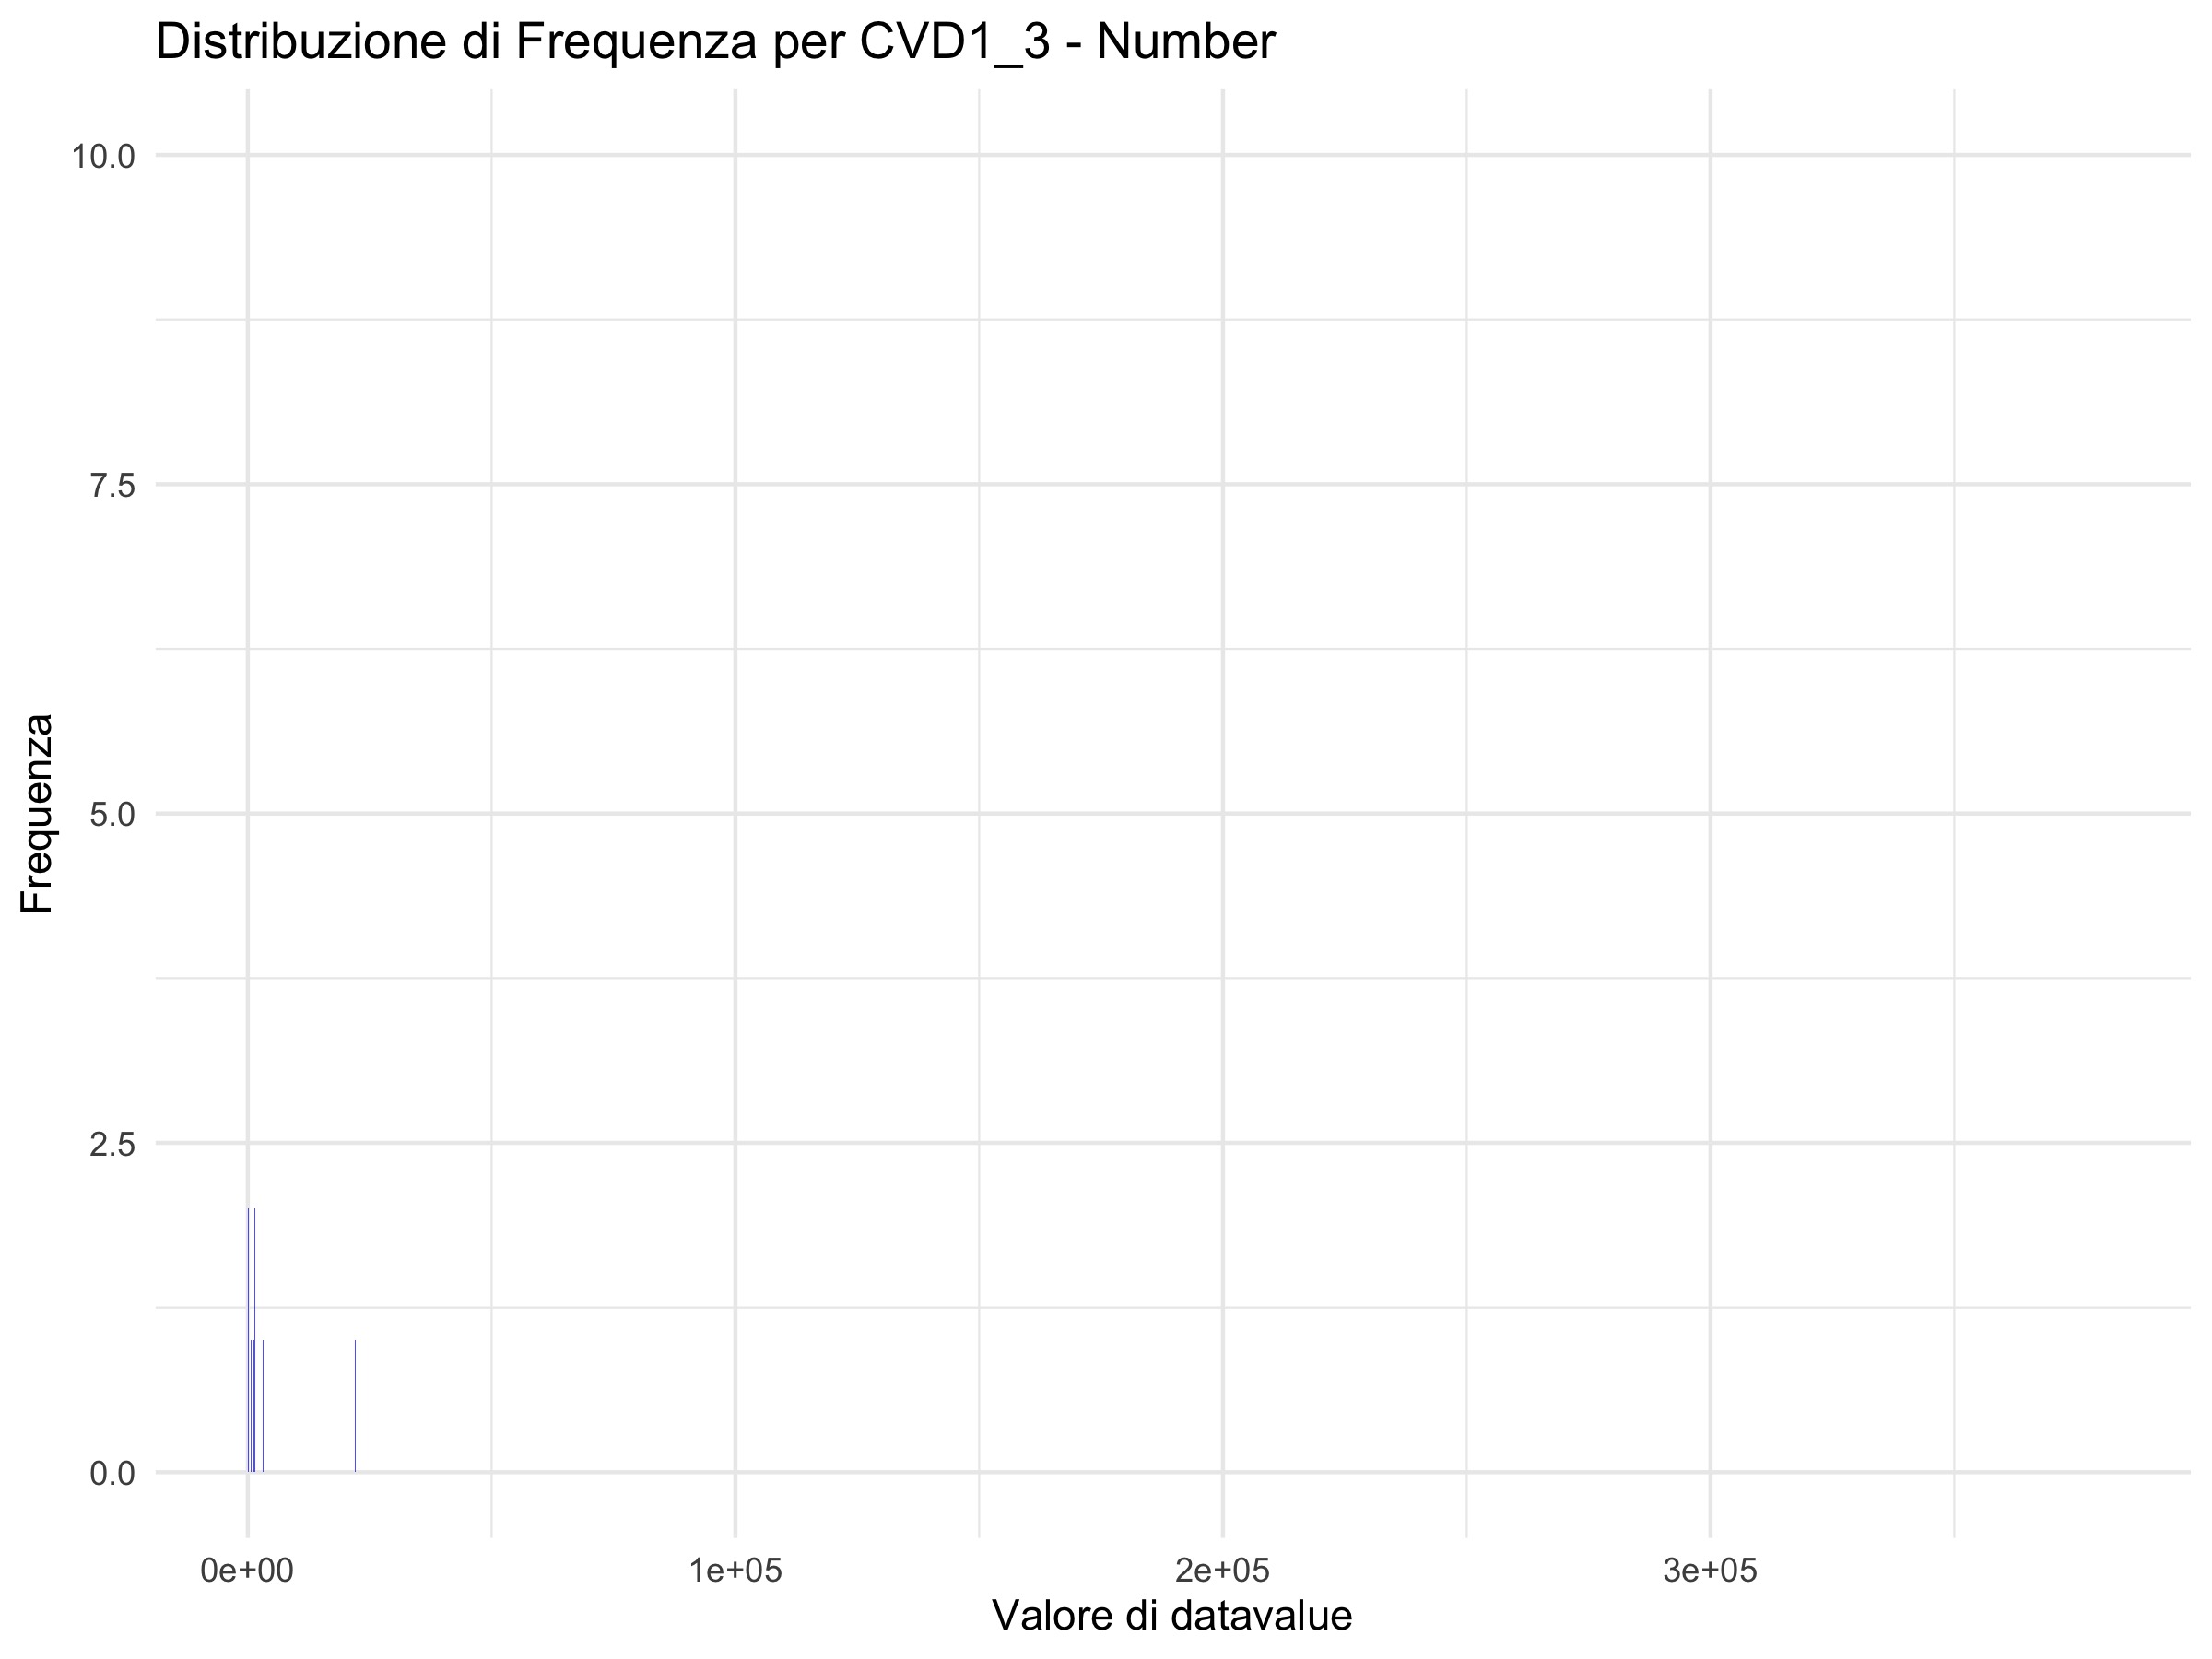 Distribuzione di Frequenza per CVD1_3 - Number
10.0
7.5
5.0
2.5
0.0
Frequenza
0e+00 1e+05 2e+05 3e+05
Valore di datavalue